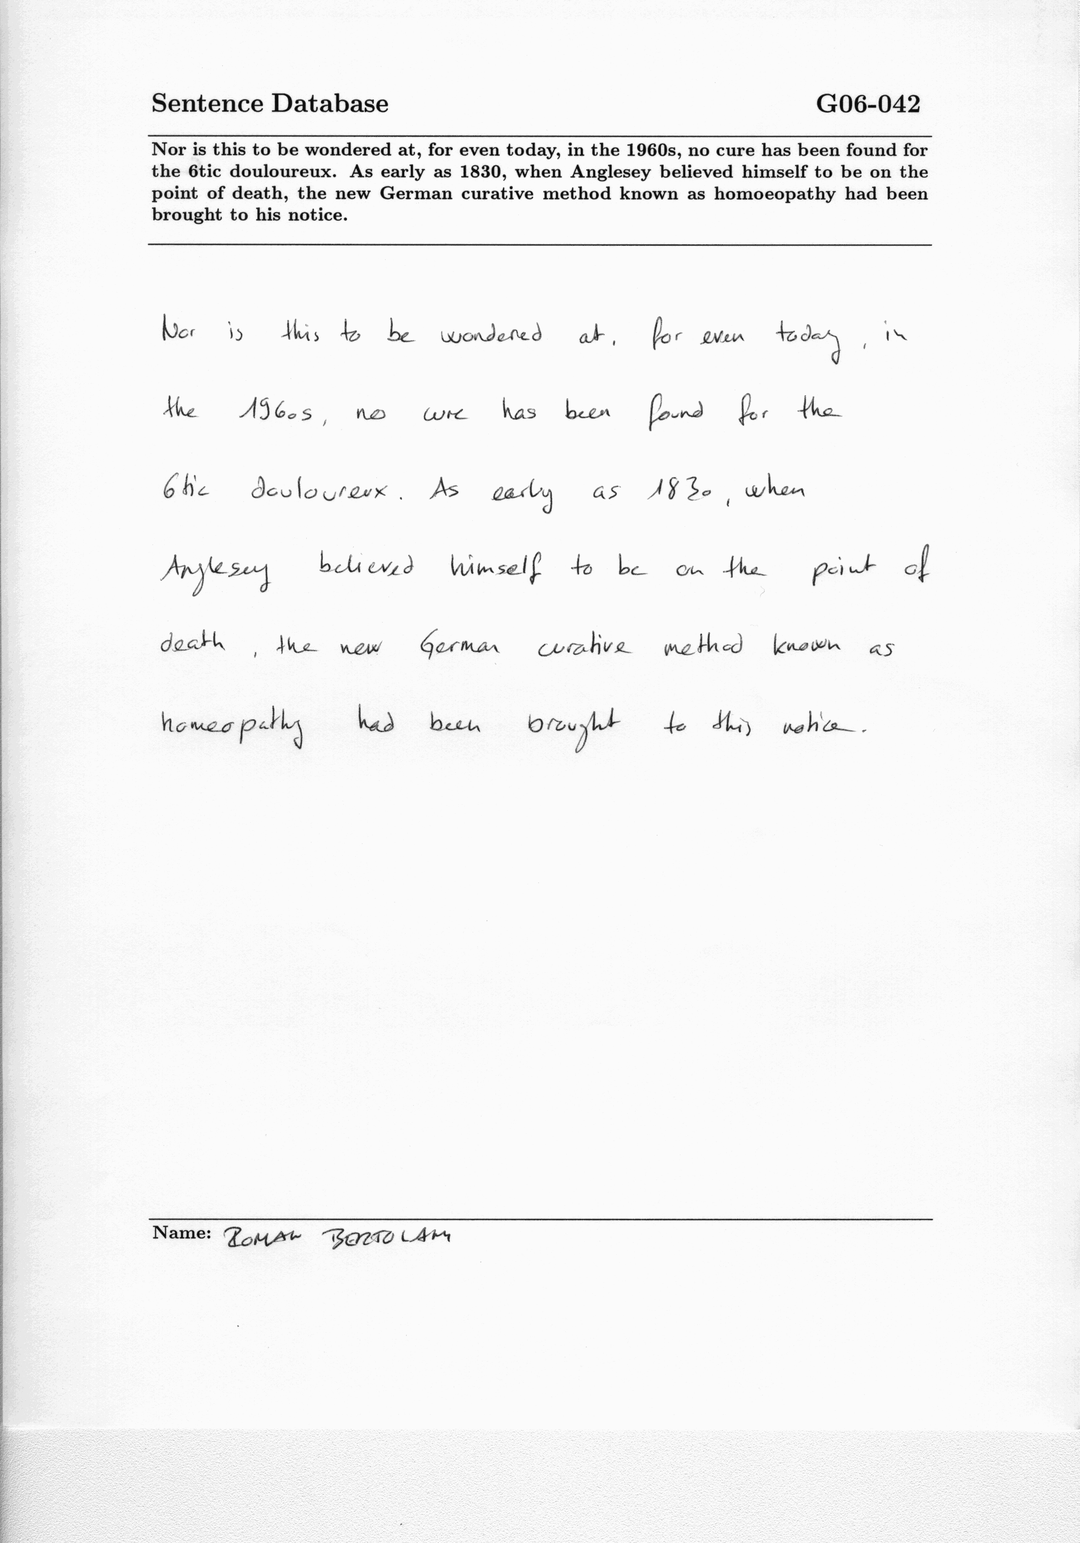 Sentence Database G06-042
Nor is this to be wondered at, for even today, in the 1960s, no cure has been found for
the 6tic douloureux. As early as 1830, when Anglesey believed himself to be on the
point of death, the new German curative method known as homoeopathy had been
brought to his notice.
Nor is this to be wondered at, for even today, in
the 1960s, no cure has been found for the
6tic douloureux. As early as 1830, when
Anglesey believed himself to be on the point of
death, the new German curative method known as
homeopathy had been brought to this notice.
Name: ROMAN BERTOLAMI